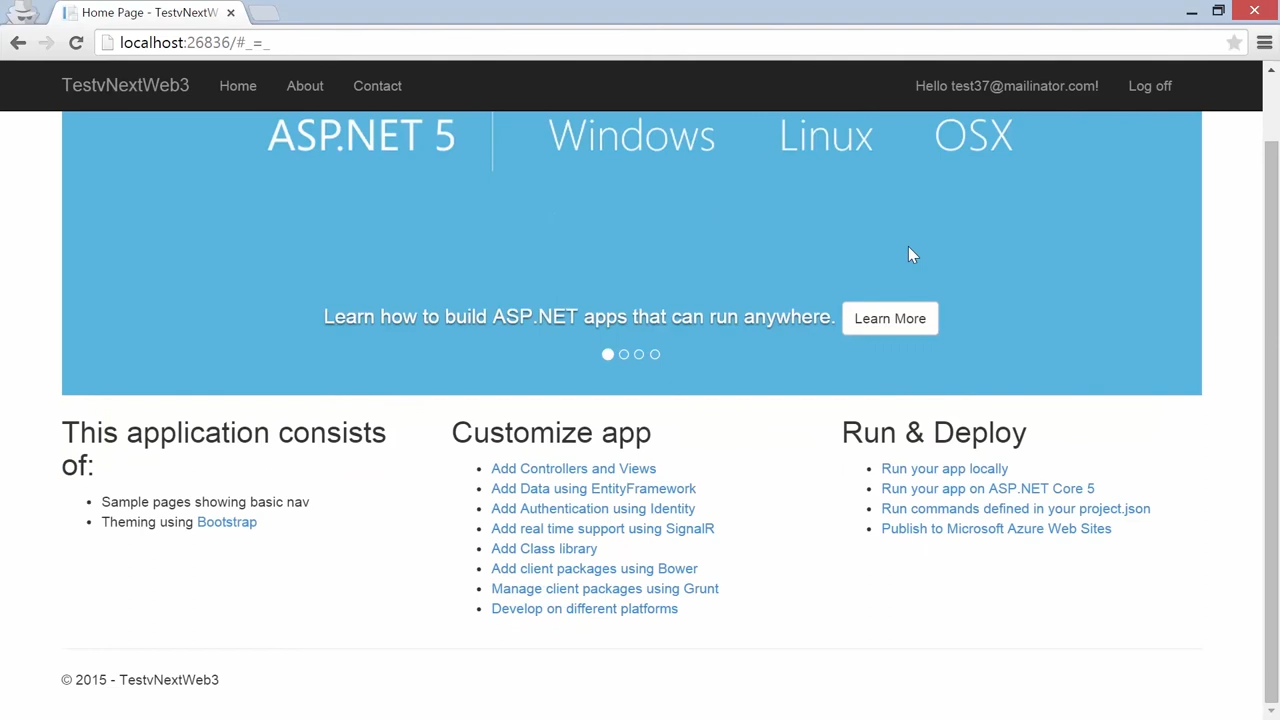 Home Page - TestvNextW
localhost:26836/#_=_
TestvNextWeb3 Home About Contact Hello test37@mailinator.com! Log off
ASP.NET 5 Windows Linux OSX
Learn how to build ASP.NET apps that can run anywhere. Learn More
This application consists
of:
Sample pages showing basic nav
Theming using Bootstrap
Customize app
Add Controllers and Views
Add Data using EntityFramework
Add Authentication using Identity
Add real time support using SignalR
Add Class library
Add client packages using Bower
Manage client packages using Grunt
Develop on different platforms
Run & Deploy
Run your app locally
Run your app on ASP.NET Core 5
Run commands defined in your project.json
Publish to Microsoft Azure Web Sites
© 2015 - TestvNextWeb3